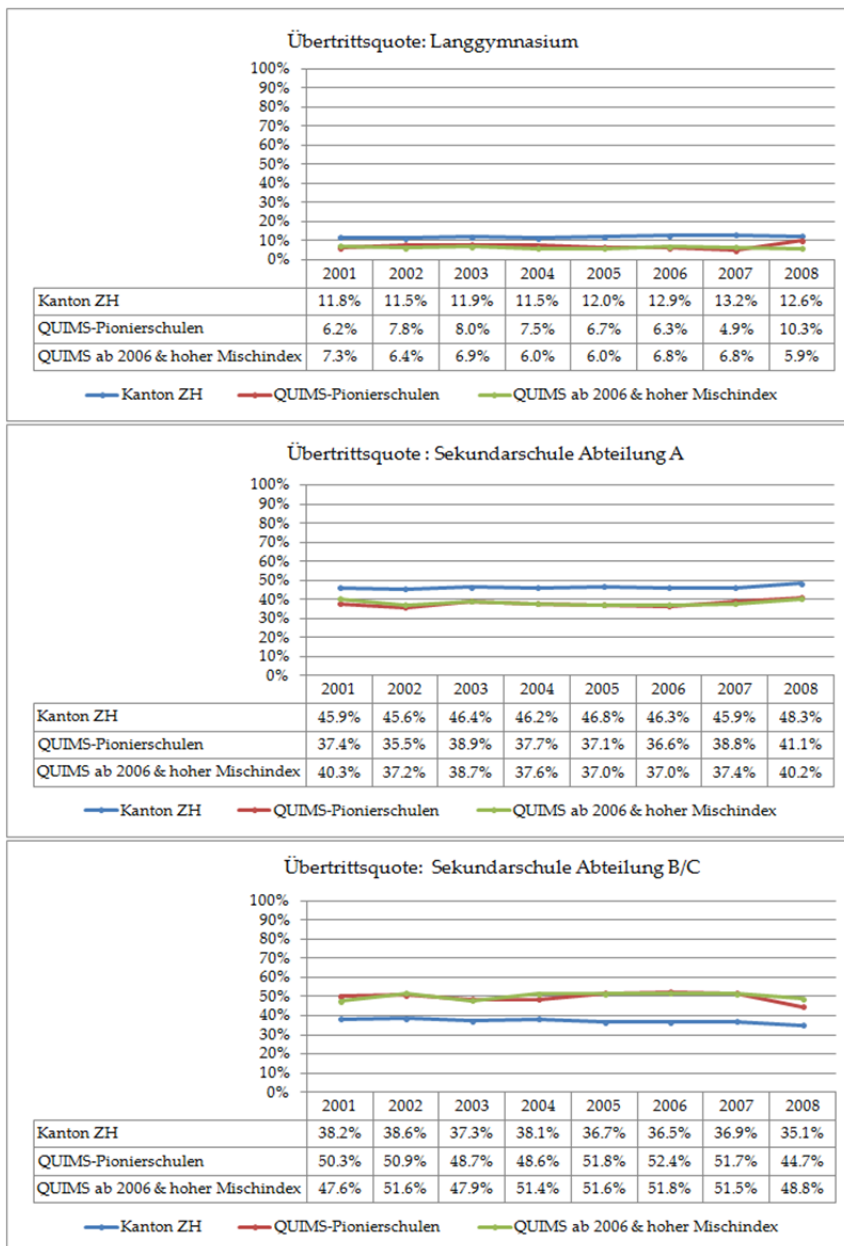 Übertrittsquote: Langgymnasium
100%
90%
80%
70%
60%
50%
40%
30%
20%
10%
0%
2001 2002 2003 2004 2005 2006 2007 2008
Kanton ZH 11.8% 11.5% 11.9% 11.5% 12.0% 12.9% 13.2% 12.6%
QUIMS-Pionierschulen 6.2% 7.8% 8.0% 7.5% 6.7% 6.3% 4.9% 10.3%
QUIMS ab 2006 & hoher Mischindex 7.3% 6.4% 6.9% 6.0% 6.0% 6.8% 6.8% 5.9%
Kanton ZH QUIMS-Pionierschulen QUIMS ab 2006 & hoher Mischindex
Übertrittsquote : Sekundarschule Abteilung A
100%
90%
80%
70%
60%
50%
40%
30%
20%
10%
0%
2001 2002 2003 2004 2005 2006 2007 2008
Kanton ZH 45.9% 45.6% 46.4% 46.2% 46.8% 46.3% 45.9% 48.3%
QUIMS-Pionierschulen 37.4% 35.5% 38.9% 37.7% 37.1% 36.6% 38.8% 41.1%
QUIMS ab 2006 & hoher Mischindex 40.3% 37.2% 38.7% 37.6% 37.0% 37.0% 37.4% 40.2%
Kanton ZH QUIMS-Pionierschulen QUIMS ab 2006 & hoher Mischindex
Übertrittsquote: Sekundarschule Abteilung B/C
100%
90%
80%
70%
60%
50%
40%
30%
20%
10%
0%
2001 2002 2003 2004 2005 2006 2007 2008
Kanton ZH 38.2% 38.6% 37.3% 38.1% 36.7% 36.5% 36.9% 35.1%
QUIMS-Pionierschulen 50.3% 50.9% 48.7% 48.6% 51.8% 52.4% 51.7% 44.7%
QUIMS ab 2006 & hoher Mischindex 47.6% 51.6% 47.9% 51.4% 51.6% 51.8% 51.5% 48.8%
Kanton ZH QUIMS-Pionierschulen QUIMS ab 2006 & hoher Mischindex